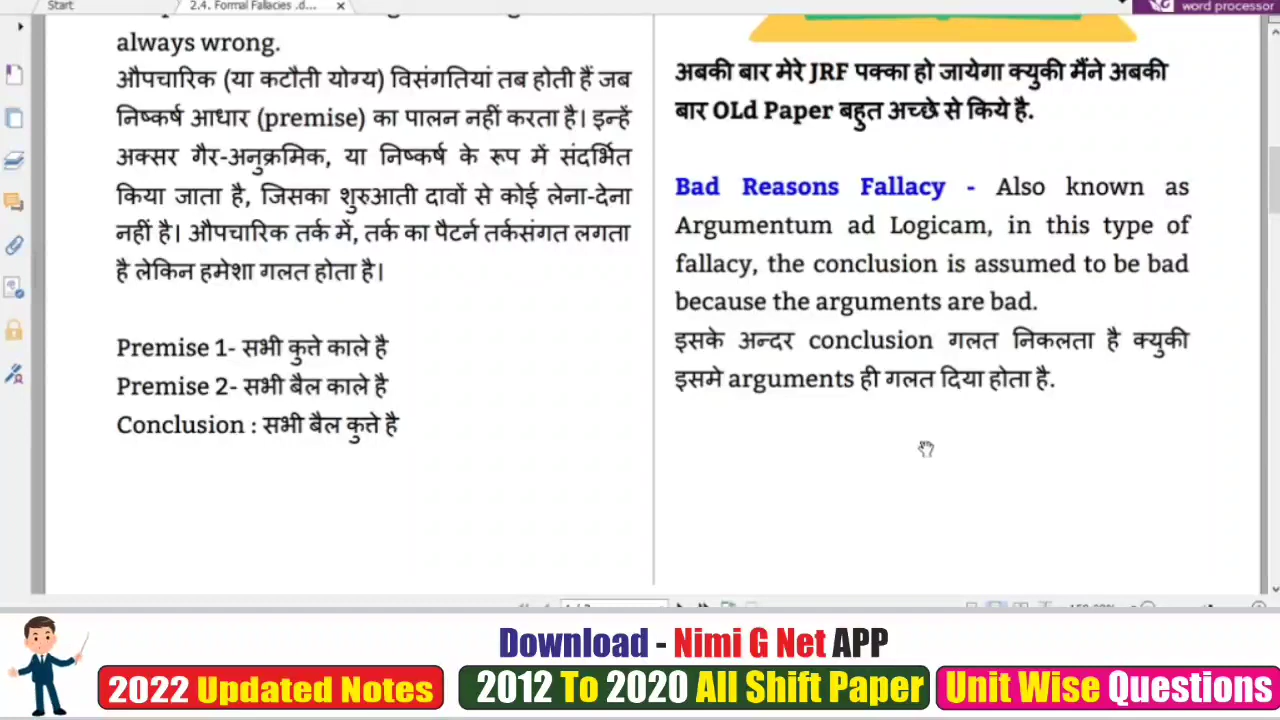 Start
2.4. Formal Fallacies .d...
word processor
always wrong.
औपचारिक (या कटौती योग्य) विसंगतियां तब होती हैं जब
निष्कर्ष आधार (premise) का पालन नहीं करता है। इन्हें
अक्सर गैर-अनुक्रमिक, या निष्कर्ष के रूप में संदर्भित
किया जाता है, जिसका शुरुआती दावों से कोई लेना-देना
नहीं है। औपचारिक तर्क में, तर्क का पैटर्न तर्कसंगत लगता
है लेकिन हमेशा गलत होता है।
Premise 1- सभी कुत्ते काले है
Premise 2- सभी बैल काले है
Conclusion : सभी बैल कुत्ते है
अबकी बार मेरे JRF पक्का हो जायेगा क्युकी मैंने अबकी
बार OLd Paper बहुत अच्छे से किये है.
Bad Reasons Fallacy - Also known as
Argumentum ad Logicam, in this type of
fallacy, the conclusion is assumed to be bad
because the arguments are bad.
इसके अन्दर conclusion गलत निकलता है क्युकी
इसमे arguments ही गलत दिया होता है.
Download - Nimi G Net APP
2022 Updated Notes
2012 To 2020 All Shift Paper
Unit Wise Questions